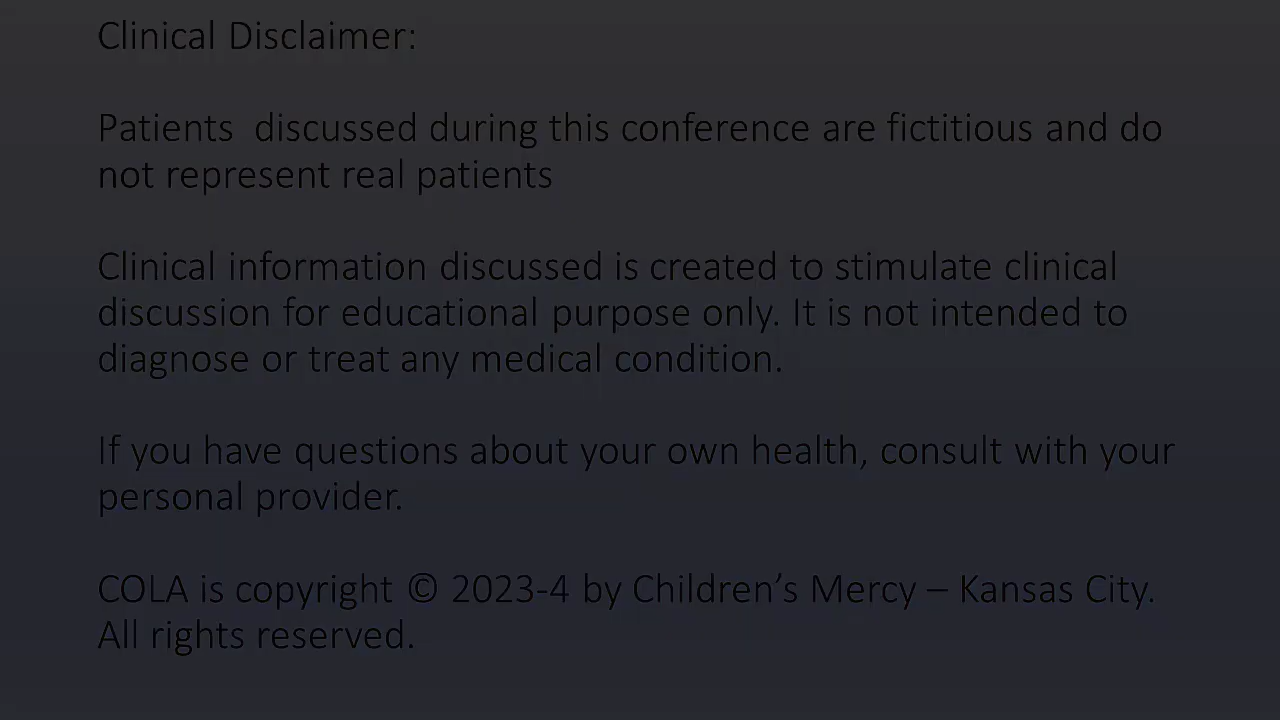 Clinical Disclaimer:
Patients  discussed during this conference are fictitious and do
not represent real patients
Clinical information discussed is created to stimulate clinical
discussion for educational purpose only. It is not intended to
diagnose or treat any medical condition.
If you have questions about your own health, consult with your
personal provider.
COLA is copyright © 2023-4 by Children’s Mercy – Kansas City.
All rights reserved.